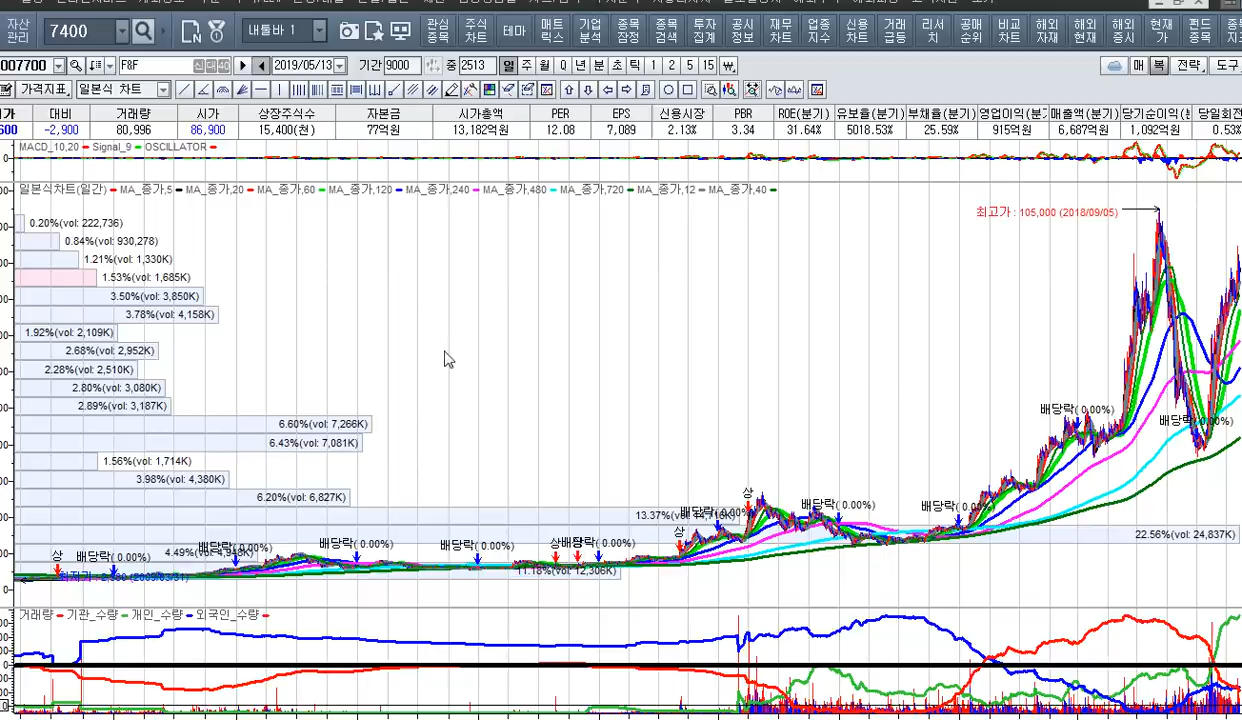 자산 관리 7400 내툴바 1 관심 종목 주식 차트 테마 매트 릭스 기업 분석 종목 잠정 종목 검색 투자 집계 공시 정보 재무 차트 업종 지수 신용 차트 거래 급등 리서 치 공매 순위 비교 차트 해외 자재 해외 현재 해외 증시 현재 가 펀드 종목
007700 F&F 2019/05/13 기간 9000 중 2513 일 주 월 Q 년 분 초 틱 1 2 5 15 매 복 전략 도구
가격지표 일본식 차트
가 대비 거래량 시가 상장주식수 자본금 시가총액 PER EPS 신용시장 PBR ROE(분기) 유보율(분기) 부채율(분기) 영업이익(분기 매출액(분기) 당기순이익( 당일회전
600 -2,900 80,996 86,900 15,400(천) 77억원 13,182억원 12.08 7,089 2.13% 3.34 31.64% 5018.53% 25.59% 915억원 6,687억원 1,092억원 0.53%
MACD_10,20 Signal_9 OSCILLATOR
0
일본식차트(일간) MA_종가,5 MA_종가,20 MA_종가,60 MA_종가,120 MA_종가,240 MA_종가,480 MA_종가,720 MA_종가,12 MA_종가,40
최고가 : 105,000 (2018/09/05)
0.20%(vol: 222,736)
0.84%(vol: 930,278)
1.21%(vol: 1,330K)
1.53%(vol: 1,685K)
3.50%(vol: 3,850K)
3.78%(vol: 4,158K)
1.92%(vol: 2,109K)
2.68%(vol: 2,952K)
2.28%(vol: 2,510K)
2.80%(vol: 3,080K)
2.89%(vol: 3,187K)
배당락( 0.00%)
배당락( 0.00%)
6.60%(vol: 7,266K)
6.43%(vol: 7,081K)
1.56%(vol: 1,714K)
3.98%(vol: 4,380K)
6.20%(vol: 6,827K)
상
배당락( 0.00%) 배당락( 0.00%)
13.37%(vol: 배당락( 0.00%)
상
22.56%(vol: 24,837K)
상 배당락( 0.00%) 배당락( 0.00%) 배당락( 0.00%) 배당락( 0.00%) 상 배당락( 0.00%)
4.49%(vol: 4,948K)
11.18%(vol: 12,306K)
(2009/03/31)
거래량 기관_수량 개인_수량 외국인_수량